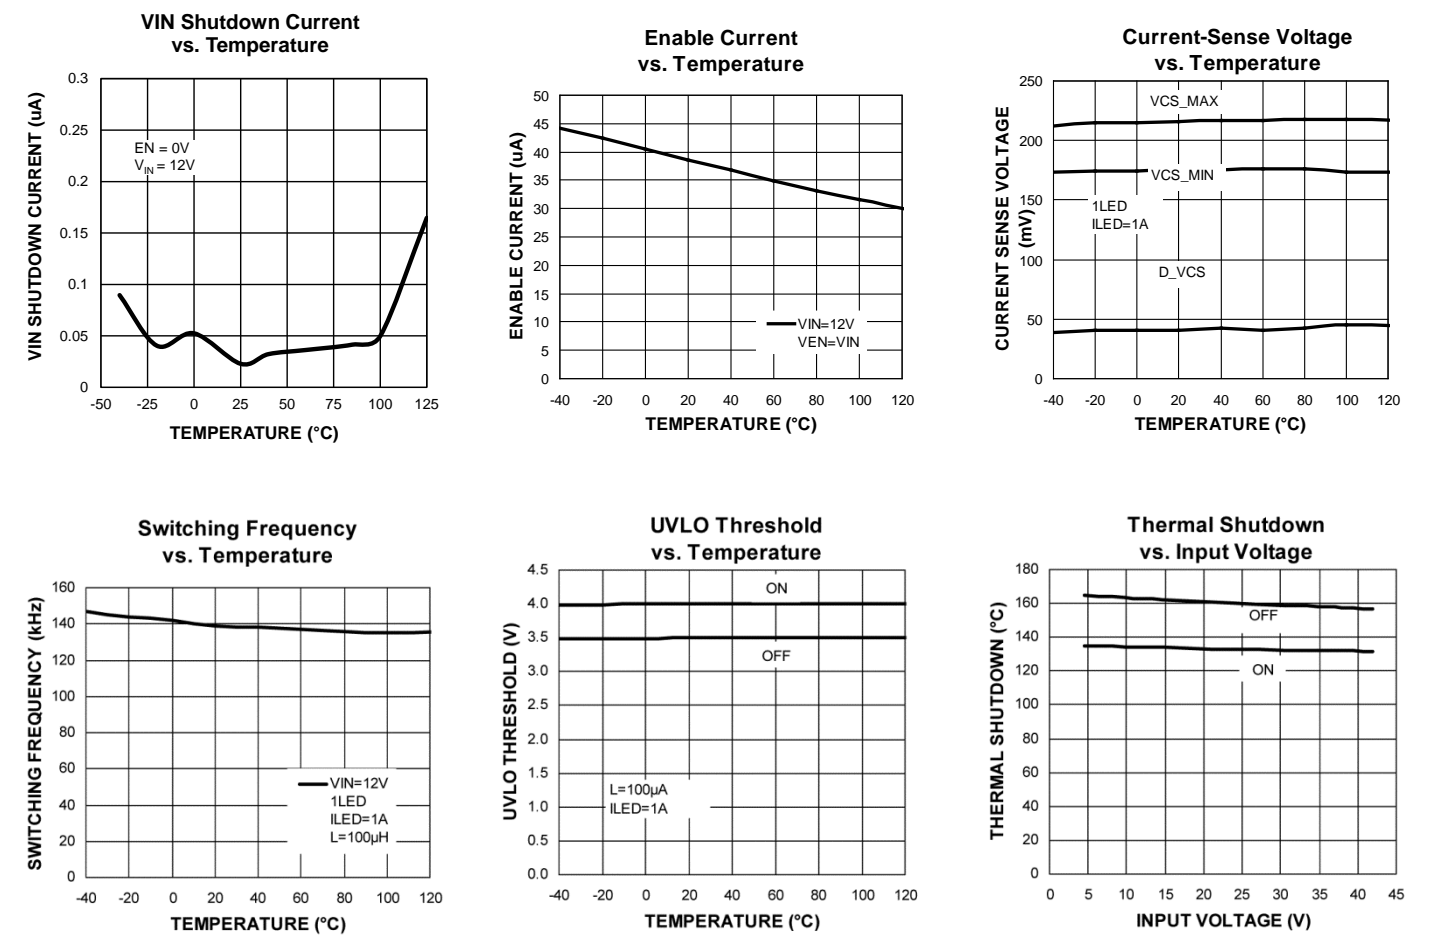 VIN Shutdown Current
vs. Temperature
0.3
0.25
0.2
0.15
0.1
0.05
0
VIN SHUTDOWN CURRENT (uA)
EN = 0V
VIN = 12V
-50 -25 0 25 50 75 100 125
TEMPERATURE (°C)
Enable Current
vs. Temperature
50
45
40
35
30
25
20
15
10
5
0
ENABLE CURRENT (uA)
VIN=12V
VEN=VIN
-40 -20 0 20 40 60 80 100 120
TEMPERATURE (°C)
Current-Sense Voltage
vs. Temperature
250
200
150
100
50
0
CURRENT SENSE VOLTAGE
(mV)
VCS_MAX
VCS_MIN
1LED
ILED=1A
D_VCS
-40 -20 0 20 40 60 80 100 120
TEMPERATURE (°C)
Switching Frequency
vs. Temperature
160
140
120
100
80
60
40
20
0
SWITCHING FREQUENCY (kHz)
VIN=12V
1LED
ILED=1A
L=100µH
-40 -20 0 20 40 60 80 100 120
TEMPERATURE (°C)
UVLO Threshold
vs. Temperature
4.5
4.0
3.5
3.0
2.5
2.0
1.5
1.0
0.5
0.0
UVLO THRESHOLD (V)
ON
OFF
L=100µA
ILED=1A
-40 -20 0 20 40 60 80 100 120
TEMPERATURE (°C)
Thermal Shutdown
vs. Input Voltage
180
160
140
120
100
80
60
40
20
0
THERMAL SHUTDOWN (°C)
OFF
ON
0 5 10 15 20 25 30 35 40 45
INPUT VOLTAGE (V)